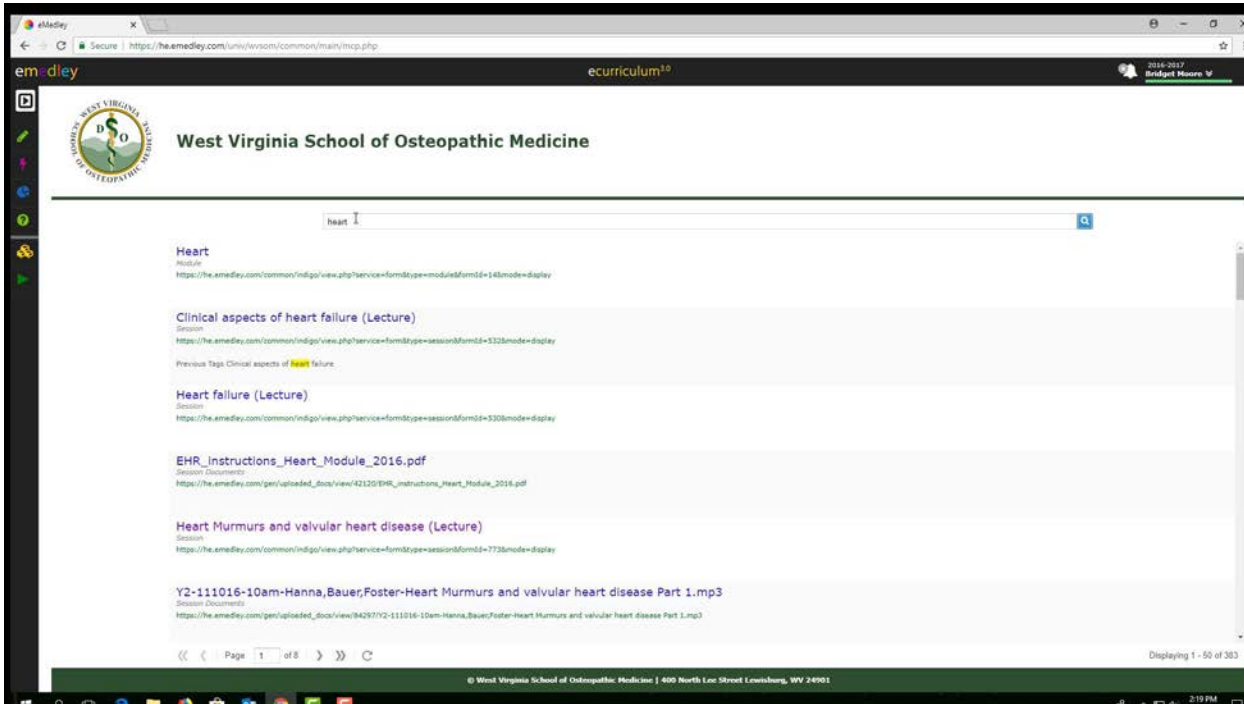 eMedley
Secure | https://he.emedley.com/univ/wvsom/common/main/mcp.php
emedley
ecurriculum3.0
2016-2017
Bridget Moore
WEST VIRGINIA
DSO
SCHOOL OF OSTEOPATHIC MEDICINE
West Virginia School of Osteopathic Medicine
heart
Heart
Module
https://he.emedley.com/common/indigo/view.php?service=form&type=module&formId=14&mode=display
Clinical aspects of heart failure (Lecture)
Session
https://he.emedley.com/common/indigo/view.php?service=form&type=session&formId=532&mode=display
Previous Tags Clinical aspects of heart failure
Heart failure (Lecture)
Session
https://he.emedley.com/common/indigo/view.php?service=form&type=session&formId=530&mode=display
EHR_instructions_Heart_Module_2016.pdf
Session Documents
https://he.emedley.com/gen/uploaded_docs/view/42120/EHR_instructions_Heart_Module_2016.pdf
Heart Murmurs and valvular heart disease (Lecture)
Session
https://he.emedley.com/common/indigo/view.php?service=form&type=session&formId=773&mode=display
Y2-111016-10am-Hanna,Bauer,Foster-Heart Murmurs and valvular heart disease Part 1.mp3
Session Documents
https://he.emedley.com/gen/uploaded_docs/view/84297/Y2-111016-10am-Hanna,Bauer,Foster-Heart Murmurs and valvular heart disease Part 1.mp3
Page 1 of 8
Displaying 1 - 50 of 383
© West Virginia School of Osteopathic Medicine | 400 North Lee Street Lewisburg, WV 24901
2:19 PM